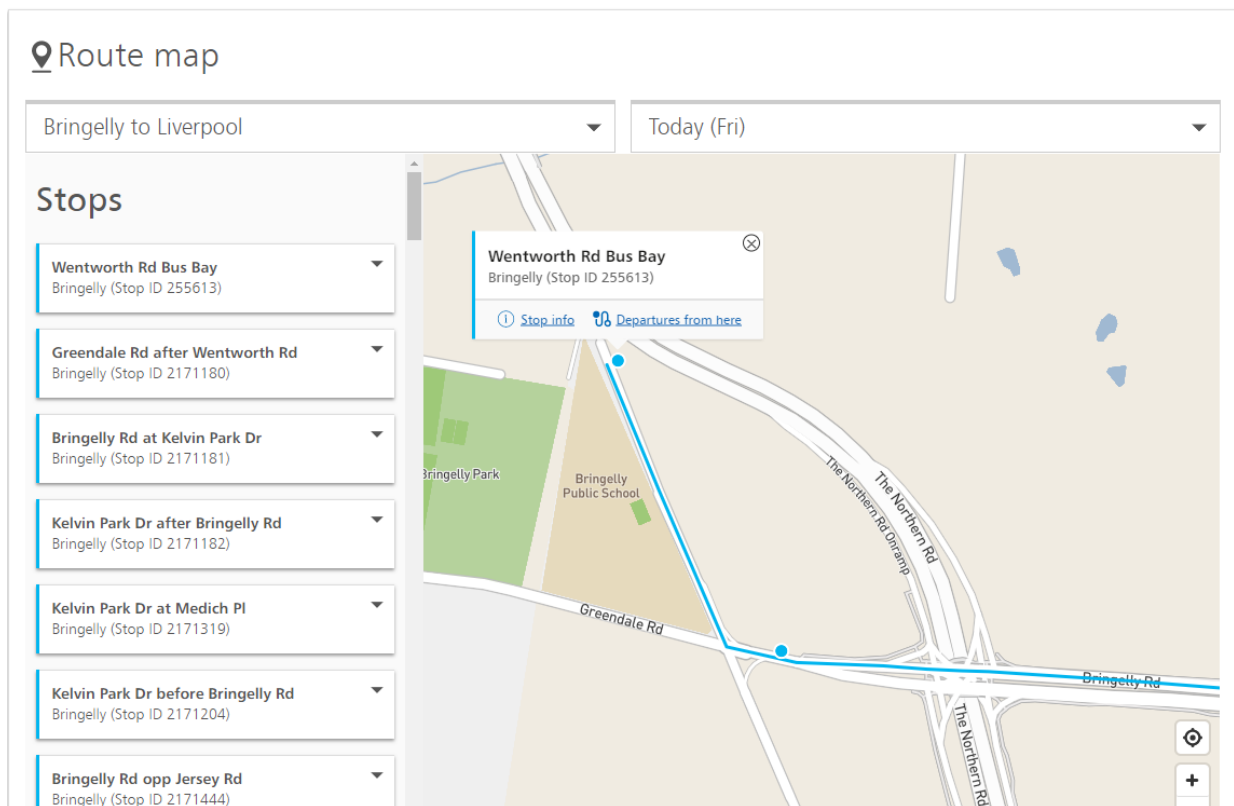 Route map
Bringelly to Liverpool
Today (Fri)
Stops
Wentworth Rd Bus Bay
Bringelly (Stop ID 255613)
Greendale Rd after Wentworth Rd
Bringelly (Stop ID 2171180)
Bringelly Rd at Kelvin Park Dr
Bringelly (Stop ID 2171181)
Kelvin Park Dr after Bringelly Rd
Bringelly (Stop ID 2171182)
Kelvin Park Dr at Medich Pl
Bringelly (Stop ID 2171319)
Kelvin Park Dr before Bringelly Rd
Bringelly (Stop ID 2171204)
Bringelly Rd opp Jersey Rd
Bringelly (Stop ID 2171444)
Wentworth Rd Bus Bay
Bringelly (Stop ID 255613)
Stop info
Departures from here
Bringelly Park
Bringelly
Public School
Greendale Rd
The Northern Rd Onramp
The Northern Rd
Bringelly Rd
The Northern Rd
+